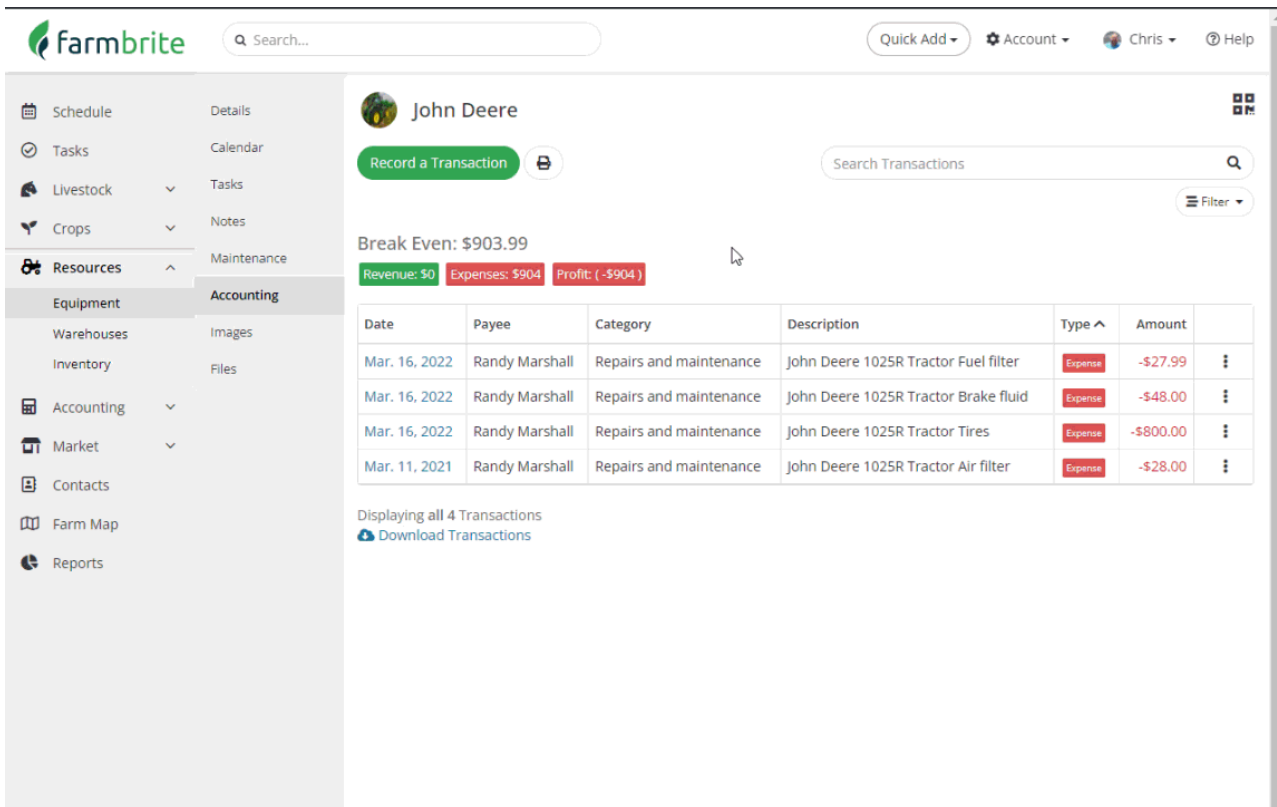 farmbrite
Search...
Quick Add
Account
Chris
Help
Schedule
Tasks
Livestock
Crops
Resources
Equipment
Warehouses
Inventory
Accounting
Market
Contacts
Farm Map
Reports
Details
Calendar
Tasks
Notes
Maintenance
Accounting
Images
Files
John Deere
Record a Transaction
Search Transactions
Filter
Break Even: $903.99
Revenue: $0 Expenses: $904 Profit: ( -$904 )
Date Payee Category Description Type Amount
Mar. 16, 2022 Randy Marshall Repairs and maintenance John Deere 1025R Tractor Fuel filter Expense -$27.99
Mar. 16, 2022 Randy Marshall Repairs and maintenance John Deere 1025R Tractor Brake fluid Expense -$48.00
Mar. 16, 2022 Randy Marshall Repairs and maintenance John Deere 1025R Tractor Tires Expense -$800.00
Mar. 11, 2021 Randy Marshall Repairs and maintenance John Deere 1025R Tractor Air filter Expense -$28.00
Displaying all 4 Transactions
Download Transactions